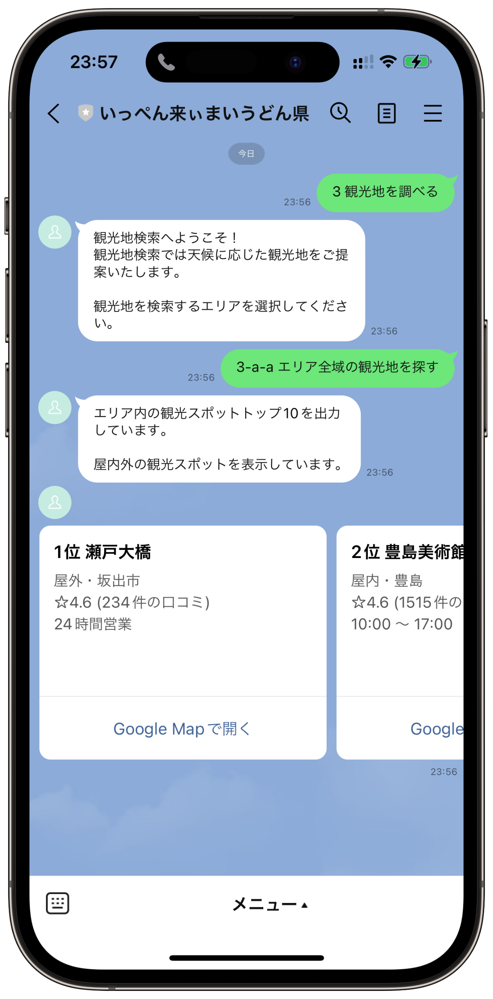 23:57
いっぺん来ぃまいうどん県
今日
3 観光地を調べる
23:56
観光地検索へようこそ！
観光地検索では天候に応じた観光地をご提
案いたします。
観光地を検索するエリアを選択してくださ
い。
23:56
3-a-a エリア全域の観光地を探す
23:56
エリア内の観光スポットトップ10を出力
しています。
屋内外の観光スポットを表示しています。
23:56
1位 瀬戸大橋
屋外・坂出市
☆4.6 (234件の口コミ)
24時間営業
Google Mapで開く
2位 豊島美術館
屋内・豊島
☆4.6 (1515件の
10:00 〜 17:00
Google
23:56
メニュー▲